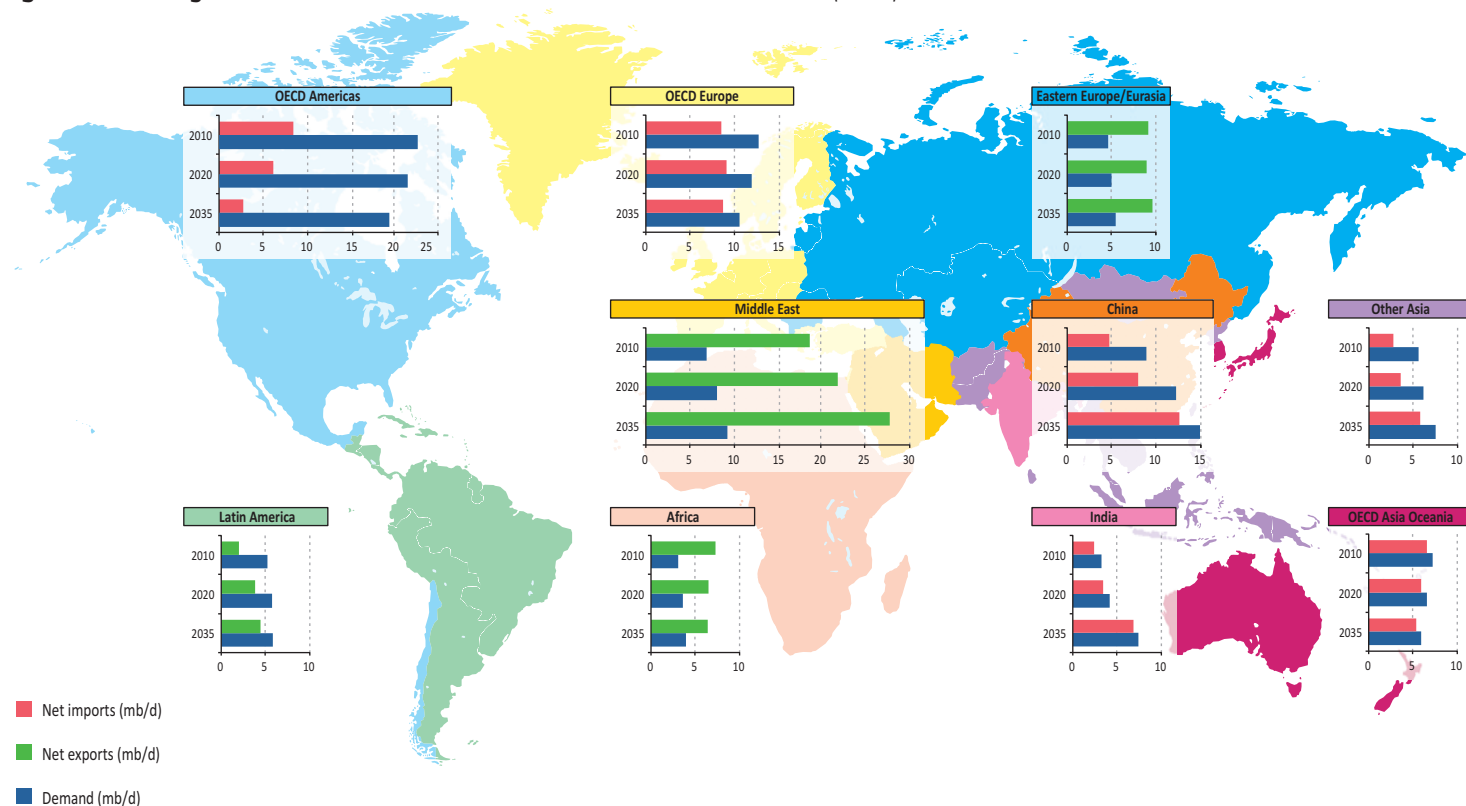 OECD Americas
2010
2020
2035
0 5 10 15 20 25
OECD Europe
2010
2020
2035
0 5 10 15
Eastern Europe/Eurasia
2010
2020
2035
0 5 10
Middle East
2010
2020
2035
0 5 10 15 20 25 30
China
2010
2020
2035
0 5 10 15
Other Asia
2010
2020
2035
0 5 10
Latin America
2010
2020
2035
0 5 10
Africa
2010
2020
2035
0 5 10
India
2010
2020
2035
0 5 10
OECD Asia Oceania
2010
2020
2035
0 5 10
Net imports (mb/d)
Net exports (mb/d)
Demand (mb/d)